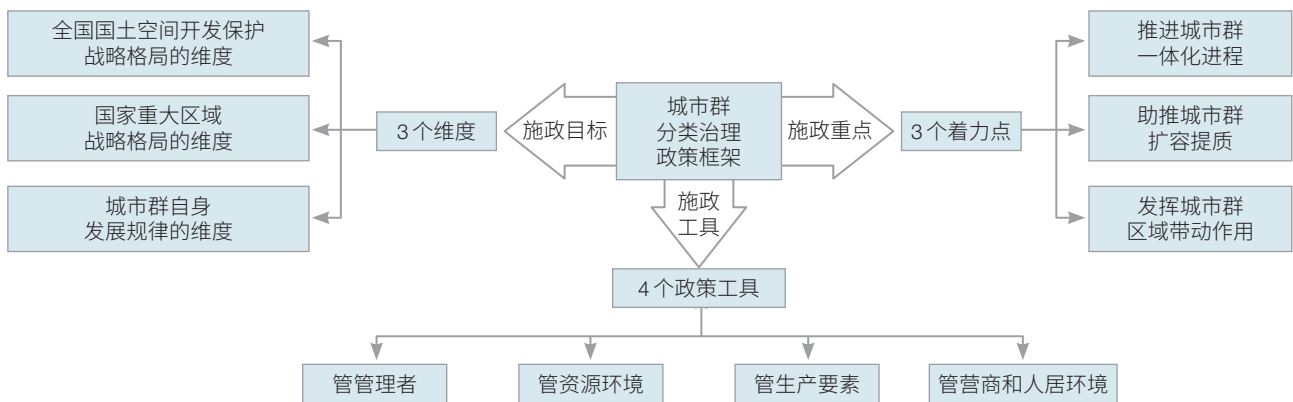 全国国土空间开发保护
战略格局的维度
国家重大区域
战略格局的维度
城市群自身
发展规律的维度
3个维度
施政目标
城市群
分类治理
政策框架
施政重点
3个着力点
推进城市群
一体化进程
助推城市群
扩容提质
发挥城市群
区域带动作用
施政
工具
4个政策工具
管管理者
管资源环境
管生产要素
管营商和人居环境